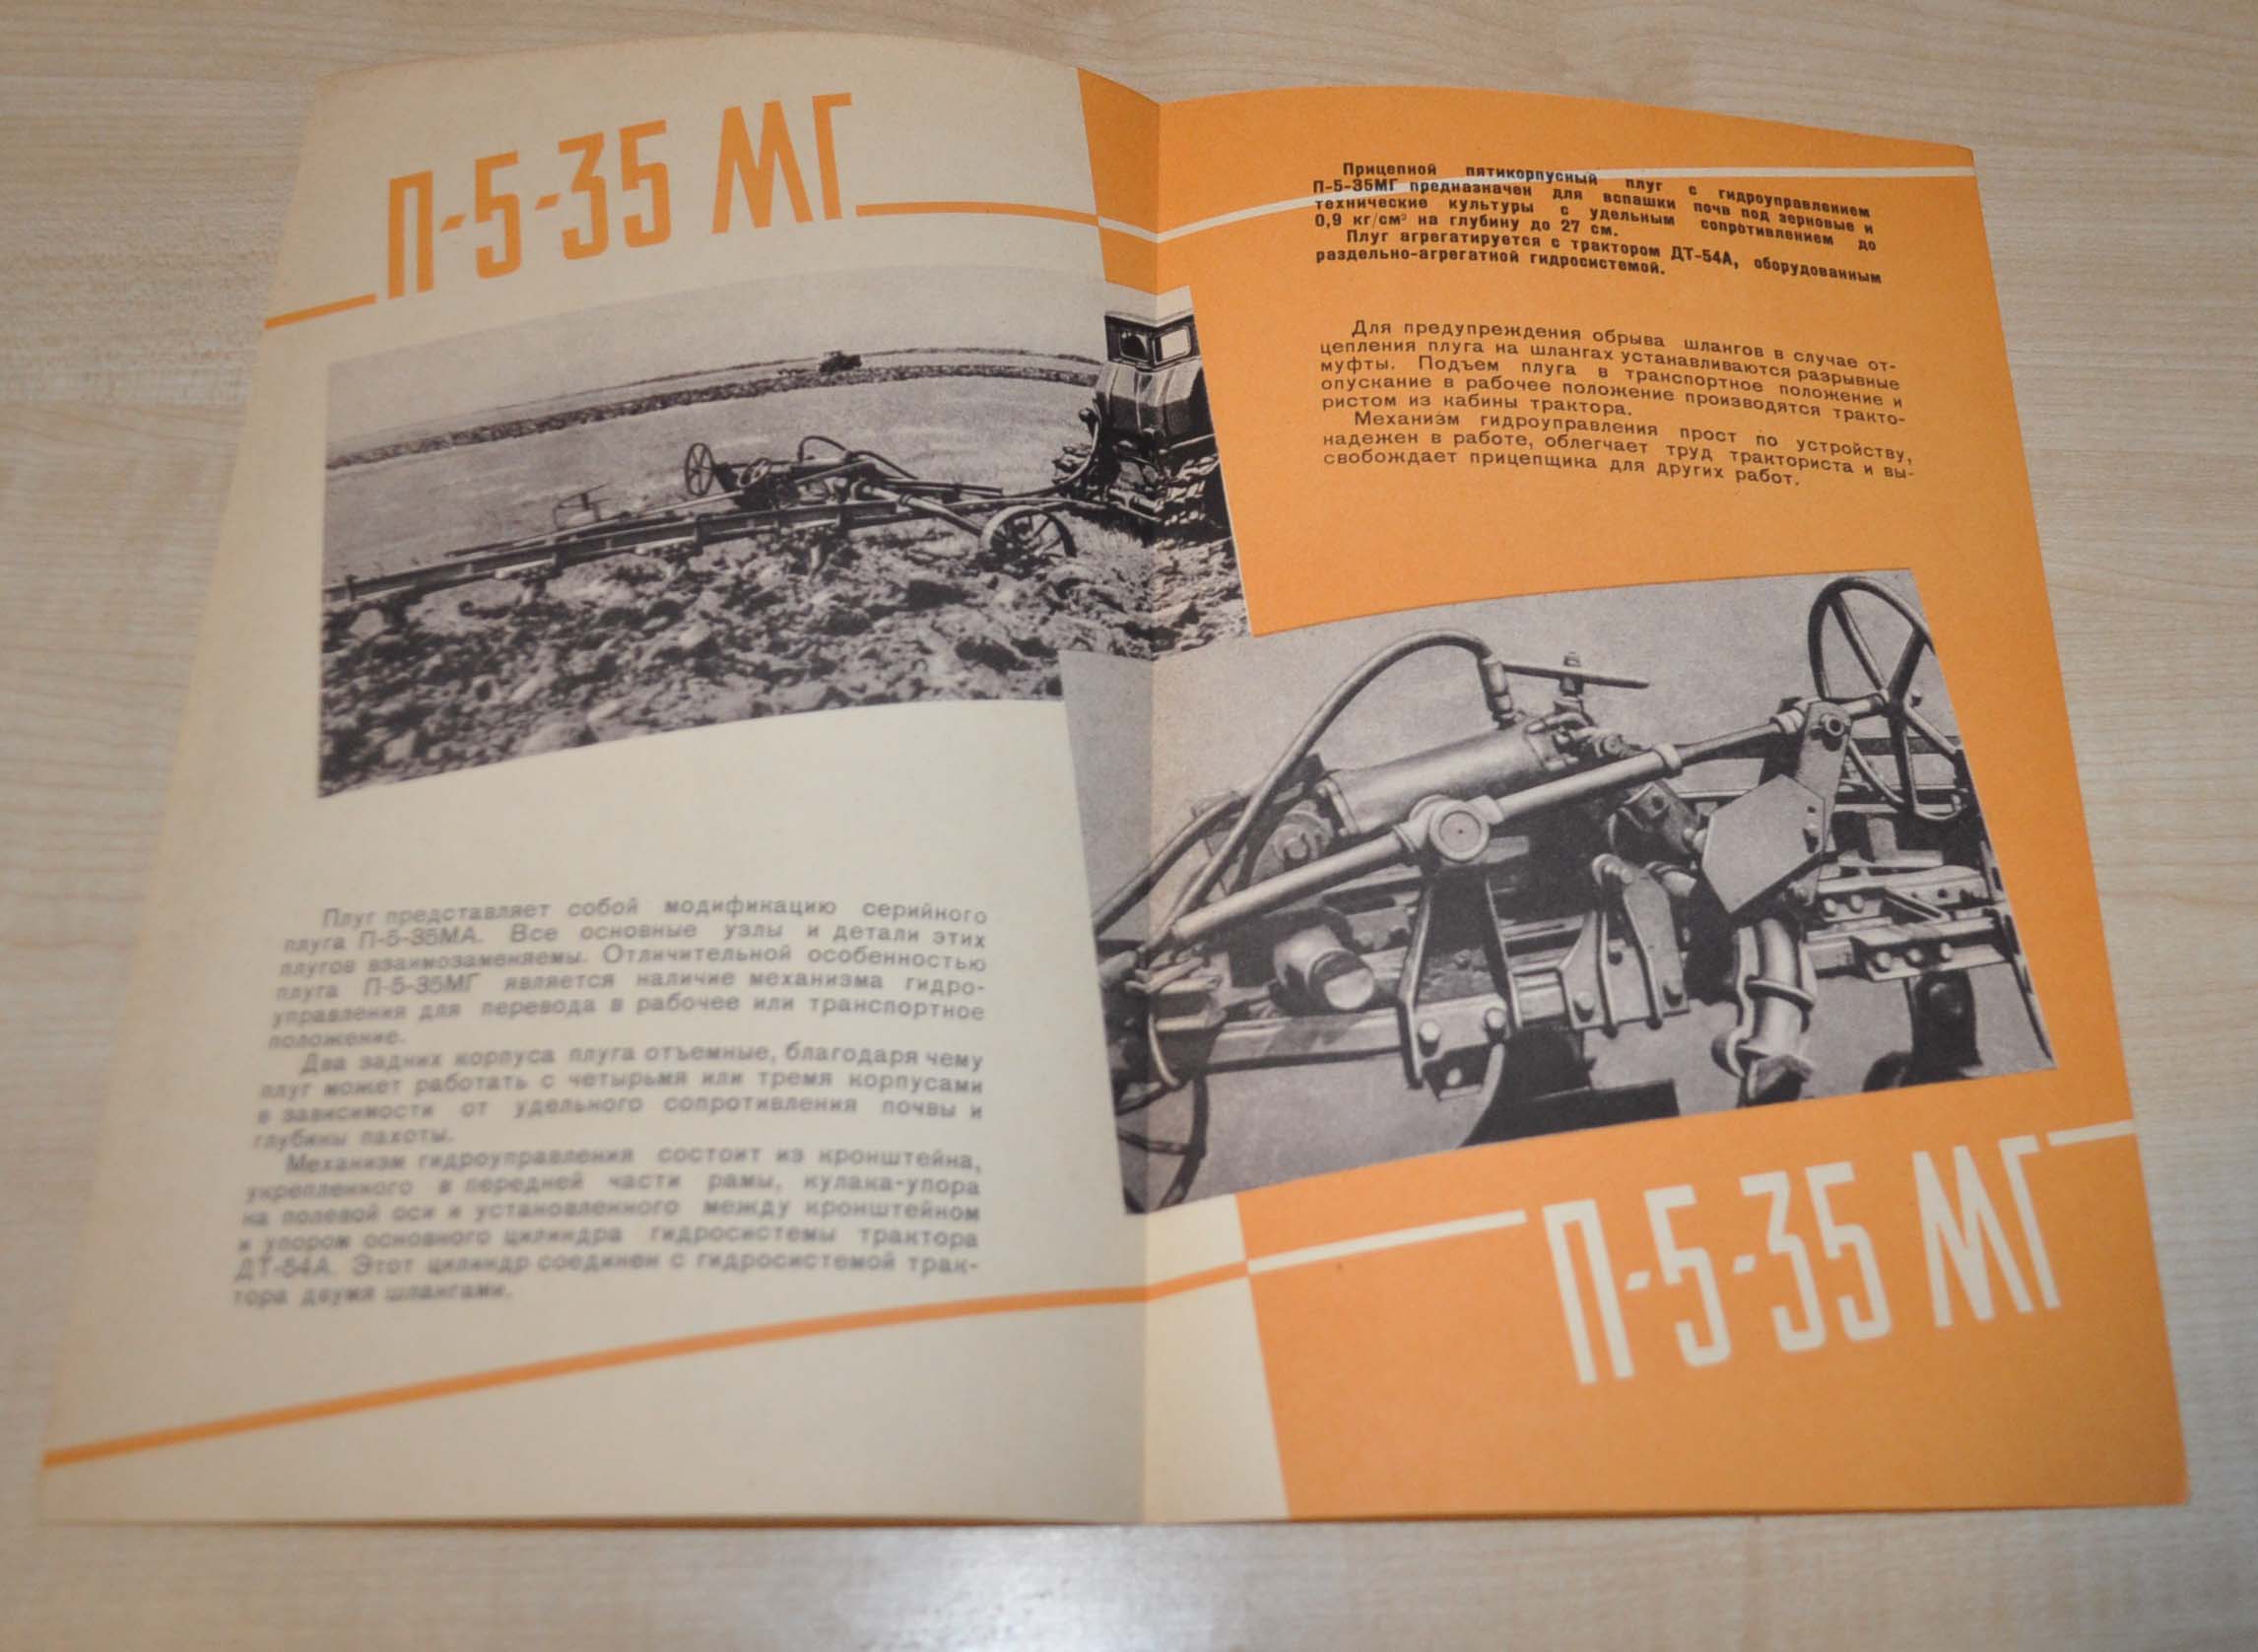 П-5-35 МГ
Плуг представляет собой модификацию серийного
плуга П-5-35МА. Все основные узлы и детали этих
плугов взаимозаменяемы. Отличительной особенностью
плуга П-5-35МГ является наличие механизма гидро-
управления для перевода в рабочее или транспортное
положение.
Два задних корпуса плуга отъемные, благодаря чему
плуг может работать с четырьмя или тремя корпусами
в зависимости от удельного сопротивления почвы и
глубины пахоты.
Механизм гидроуправления состоит из кронштейна,
укрепленного в передней части рамы, кулака-упора
на полевой оси и установленного между кронштейном
и упором основного цилиндра гидросистемы трактора
ДТ-54А. Этот цилиндр соединен с гидросистемой трак-
тора двумя шлангами.
Прицепной пятикорпусный плуг с гидроуправлением
П-5-35МГ предназначен для вспашки почв под зерновые и
технические культуры с удельным сопротивлением до
0,9 кг/см² на глубину до 27 см.
Плуг агрегатируется с трактором ДТ-54А, оборудованным
раздельно-агрегатной гидросистемой.
Для предупреждения обрыва шлангов в случае от-
цепления плуга на шлангах устанавливаются разрывные
муфты. Подъем плуга в транспортное положение и
опускание в рабочее положение производятся тракто-
ристом из кабины трактора.
Механизм гидроуправления прост по устройству,
надежен в работе, облегчает труд тракториста и вы-
свобождает прицепщика для других работ.
П-5-35 МГ